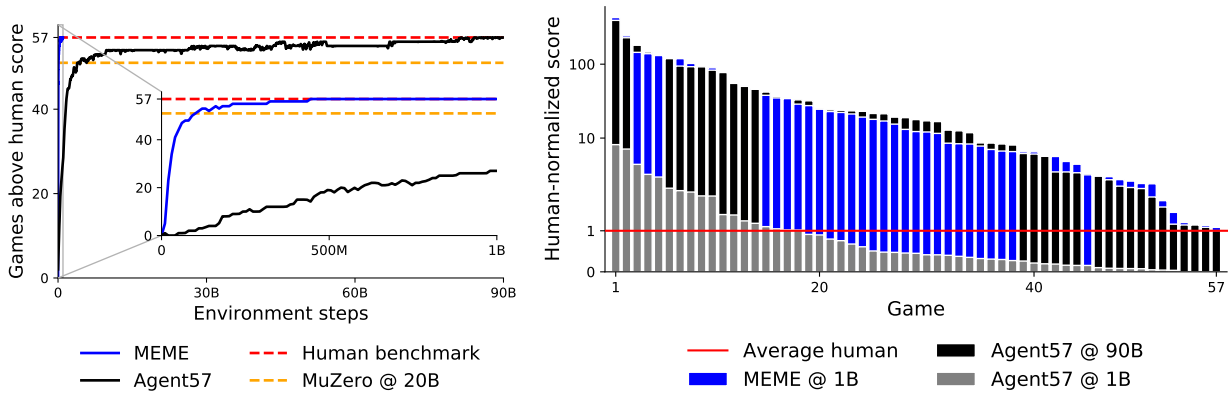 Games above human score
57
40
20
0
57
40
20
0
0
500M
1B
0
30B
60B
90B
Environment steps
MEME
Human benchmark
Agent57
MuZero @ 20B
Human-normalized score
100
10
1
0
1
20
40
57
Game
Average human
Agent57 @ 90B
MEME @ 1B
Agent57 @ 1B